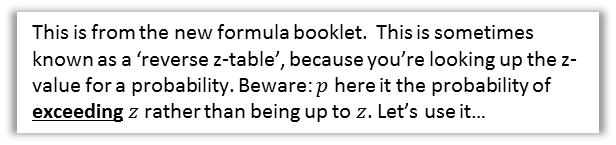 This is from the new formula booklet.  This is sometimes
known as a ‘reverse z-table’, because you’re looking up the z-
value for a probability. Beware: p here it the probability of
exceeding z rather than being up to z. Let’s use it…